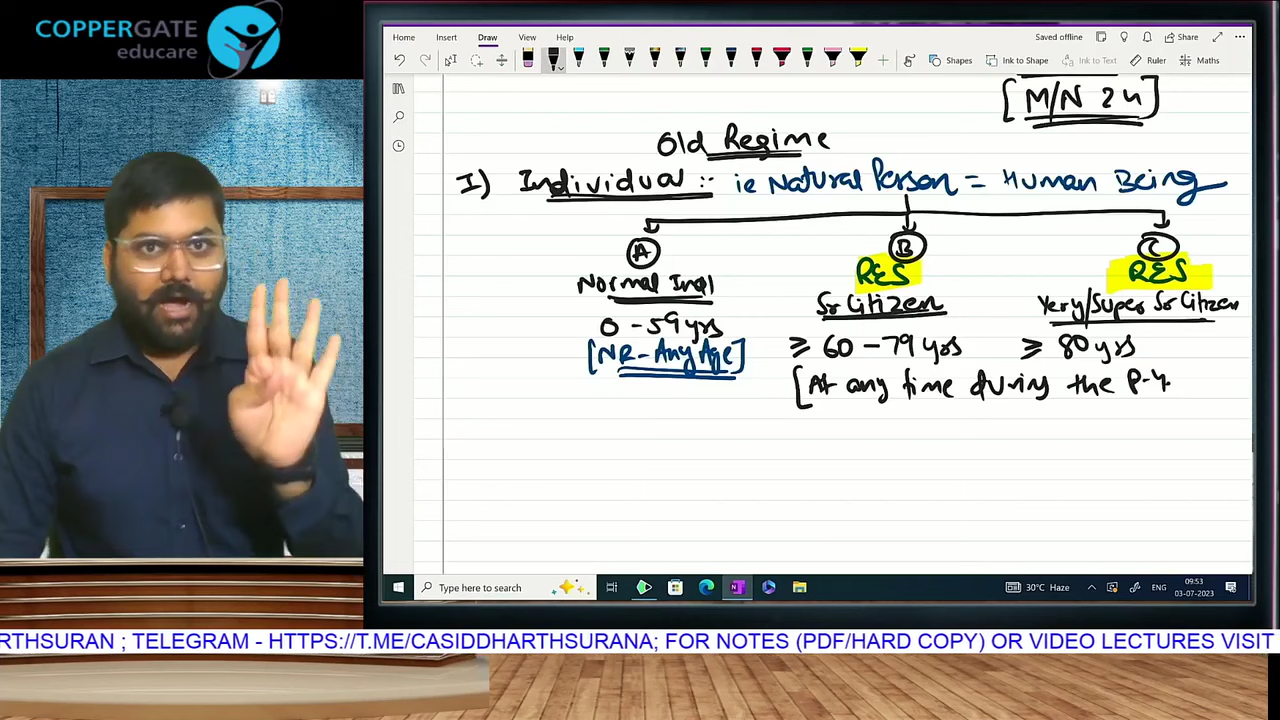 COPPERGATE
educare
Home Insert Draw View Help Saved offline Share
Shapes Ink to Shape Ink to Text Ruler Maths
[M/N 24]
Old Regime
I) Individual :- ie Natural Person = Human Being
A B C
Normal Indl RES RES
0 - 59 yrs Sr Citizen Very/Super Sr Citizen
[NR - Any Age] ≥ 60 - 79 yrs ≥ 80 yrs
[At any time during the P.Y.
Type here to search 30°C Haze ENG 09:53
03-07-2023
RTHSURAN ; TELEGRAM - HTTPS://T.ME/CASIDDHARTHSURANA; FOR NOTES (PDF/HARD COPY) OR VIDEO LECTURES VISIT